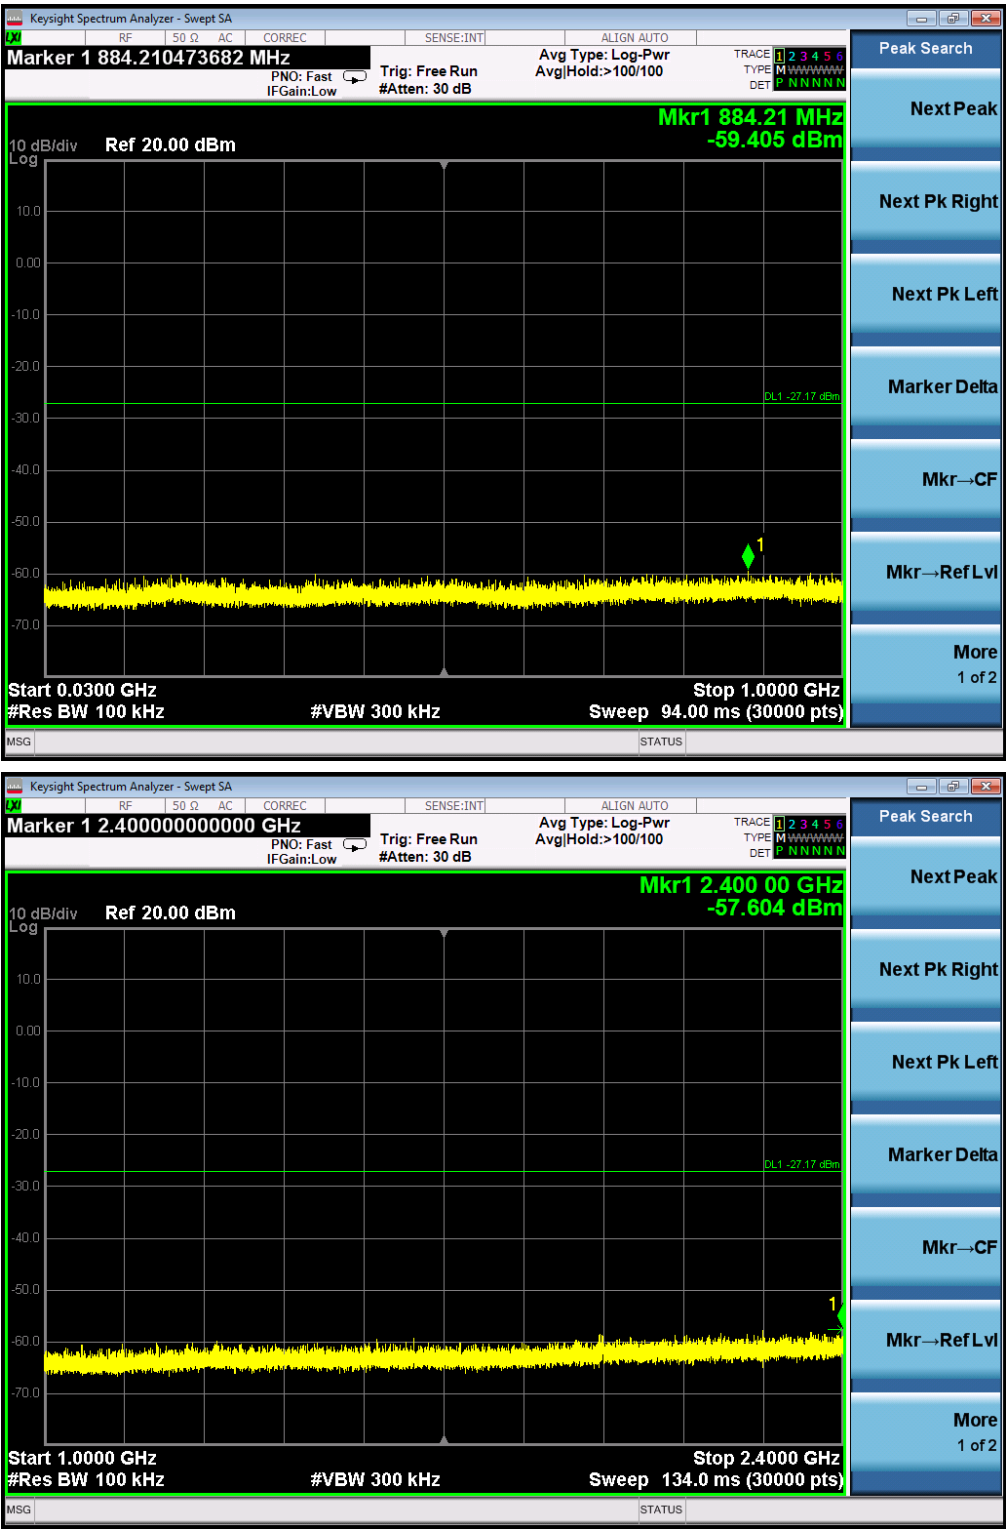 Keysight Spectrum Analyzer - Swept SA
LXI RF 50 Ω AC CORREC SENSE:INT ALIGN AUTO
Marker 1 884.210473682 MHz
PNO: Fast
IFGain:Low
Trig: Free Run
#Atten: 30 dB
Avg Type: Log-Pwr
Avg|Hold:>100/100
TRACE 1 2 3 4 5 6
TYPE M WWWWW
DET P N N N N N
Mkr1 884.21 MHz
-59.405 dBm
10 dB/div Ref 20.00 dBm
Log
10.0
0.00
-10.0
-20.0
DL1 -27.17 dBm
-30.0
-40.0
-50.0
1
-60.0
-70.0
Start 0.0300 GHz Stop 1.0000 GHz
#Res BW 100 kHz #VBW 300 kHz Sweep 94.00 ms (30000 pts)
MSG STATUS
Peak Search
Next Peak
Next Pk Right
Next Pk Left
Marker Delta
Mkr→CF
Mkr→Ref Lvl
More
1 of 2
Keysight Spectrum Analyzer - Swept SA
LXI RF 50 Ω AC CORREC SENSE:INT ALIGN AUTO
Marker 1 2.400000000000 GHz
PNO: Fast
IFGain:Low
Trig: Free Run
#Atten: 30 dB
Avg Type: Log-Pwr
Avg|Hold:>100/100
TRACE 1 2 3 4 5 6
TYPE M WWWWW
DET P N N N N N
Mkr1 2.400 00 GHz
-57.604 dBm
10 dB/div Ref 20.00 dBm
Log
10.0
0.00
-10.0
-20.0
DL1 -27.17 dBm
-30.0
-40.0
-50.0
1
-60.0
-70.0
Start 1.0000 GHz Stop 2.4000 GHz
#Res BW 100 kHz #VBW 300 kHz Sweep 134.0 ms (30000 pts)
MSG STATUS
Peak Search
Next Peak
Next Pk Right
Next Pk Left
Marker Delta
Mkr→CF
Mkr→Ref Lvl
More
1 of 2